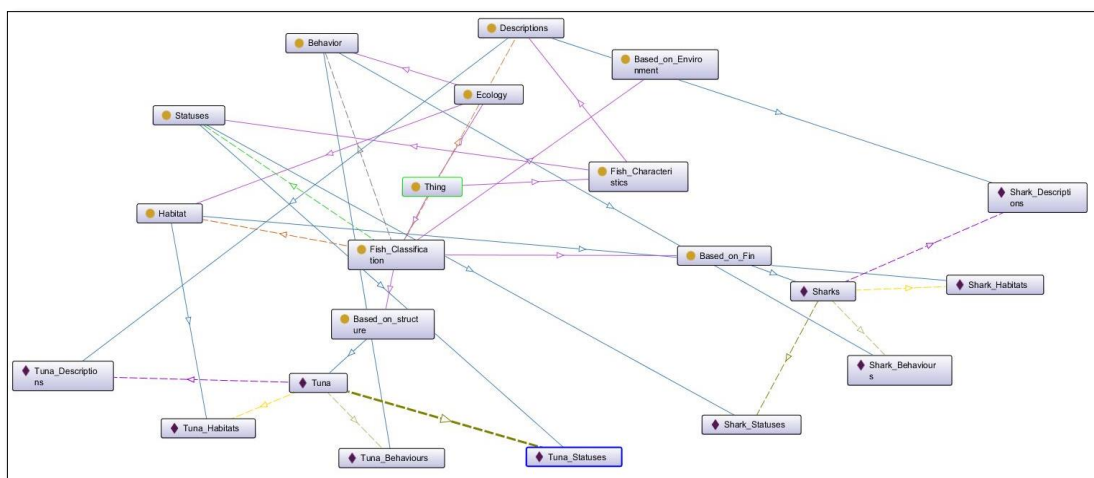 Descriptions
Behavior
Based_on_Environ
nment
Ecology
Statuses
Fish_Characteri
stics
Thing
Shark_Descripti
ons
Habitat
Fish_Classifica
tion
Based_on_Fin
Shark_Habitats
Sharks
Based_on_struct
ure
Shark_Behaviour
s
Tuna_Descriptio
ns
Tuna
Shark_Statuses
Tuna_Habitats
Tuna_Behaviours
Tuna_Statuses